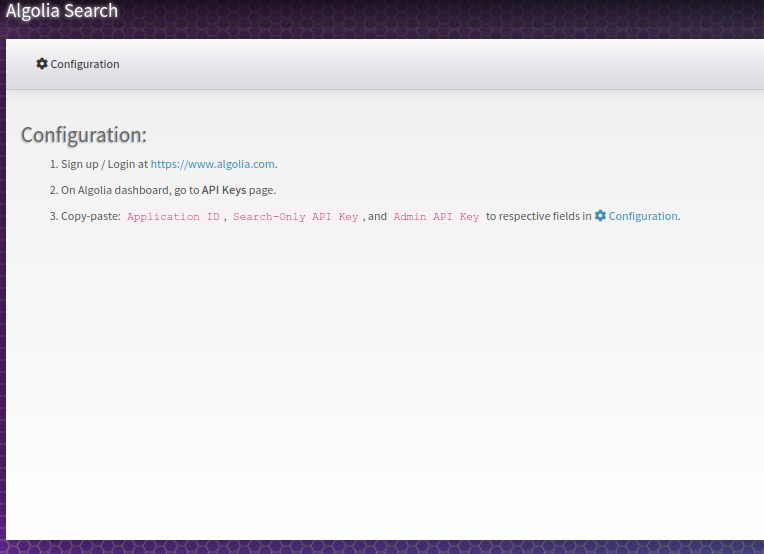 Algolia Search
Configuration
Configuration:
1. Sign up / Login at https://www.algolia.com.
2. On Algolia dashboard, go to API Keys page.
3. Copy-paste: Application ID , Search-Only API Key , and Admin API Key to respective fields in Configuration.